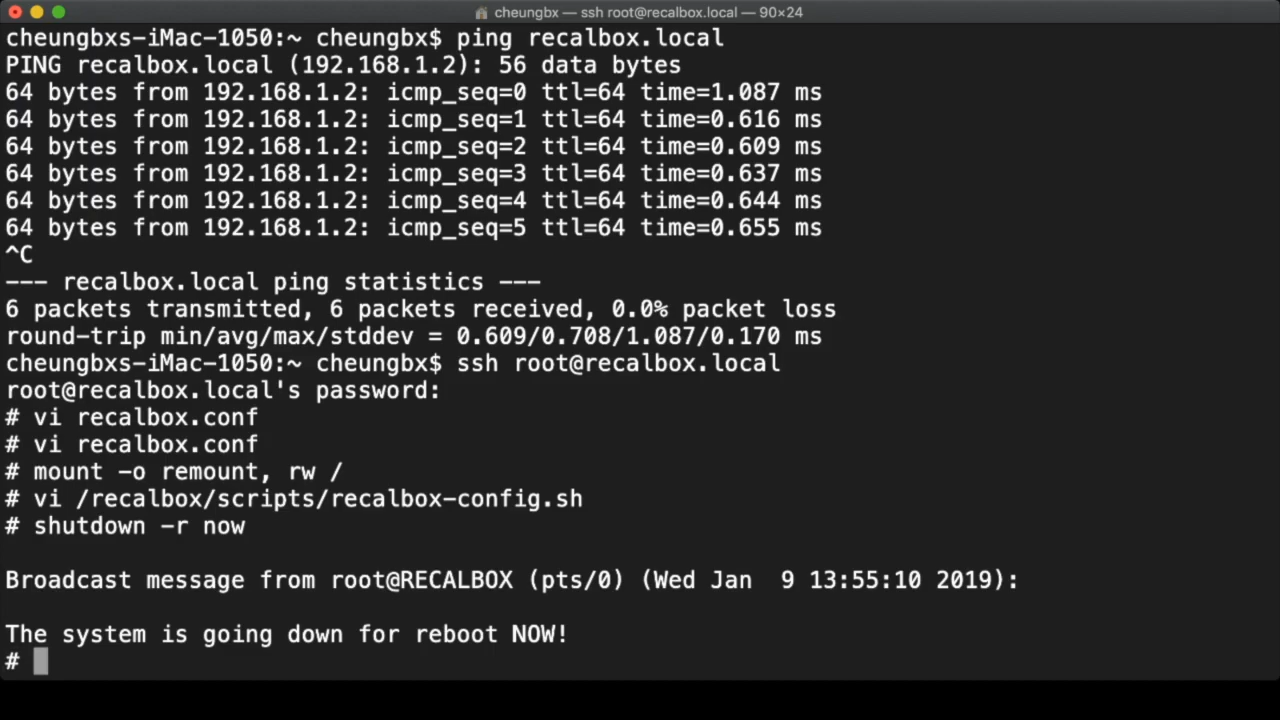 cheungbx — ssh root@recalbox.local — 90×24
cheungbxs-iMac-1050:~ cheungbx$ ping recalbox.local
PING recalbox.local (192.168.1.2): 56 data bytes
64 bytes from 192.168.1.2: icmp_seq=0 ttl=64 time=1.087 ms
64 bytes from 192.168.1.2: icmp_seq=1 ttl=64 time=0.616 ms
64 bytes from 192.168.1.2: icmp_seq=2 ttl=64 time=0.609 ms
64 bytes from 192.168.1.2: icmp_seq=3 ttl=64 time=0.637 ms
64 bytes from 192.168.1.2: icmp_seq=4 ttl=64 time=0.644 ms
64 bytes from 192.168.1.2: icmp_seq=5 ttl=64 time=0.655 ms
^C
--- recalbox.local ping statistics ---
6 packets transmitted, 6 packets received, 0.0% packet loss
round-trip min/avg/max/stddev = 0.609/0.708/1.087/0.170 ms
cheungbxs-iMac-1050:~ cheungbx$ ssh root@recalbox.local
root@recalbox.local's password:
# vi recalbox.conf
# vi recalbox.conf
# mount -o remount, rw /
# vi /recalbox/scripts/recalbox-config.sh
# shutdown -r now
Broadcast message from root@RECALBOX (pts/0) (Wed Jan  9 13:55:10 2019):
The system is going down for reboot NOW!
#